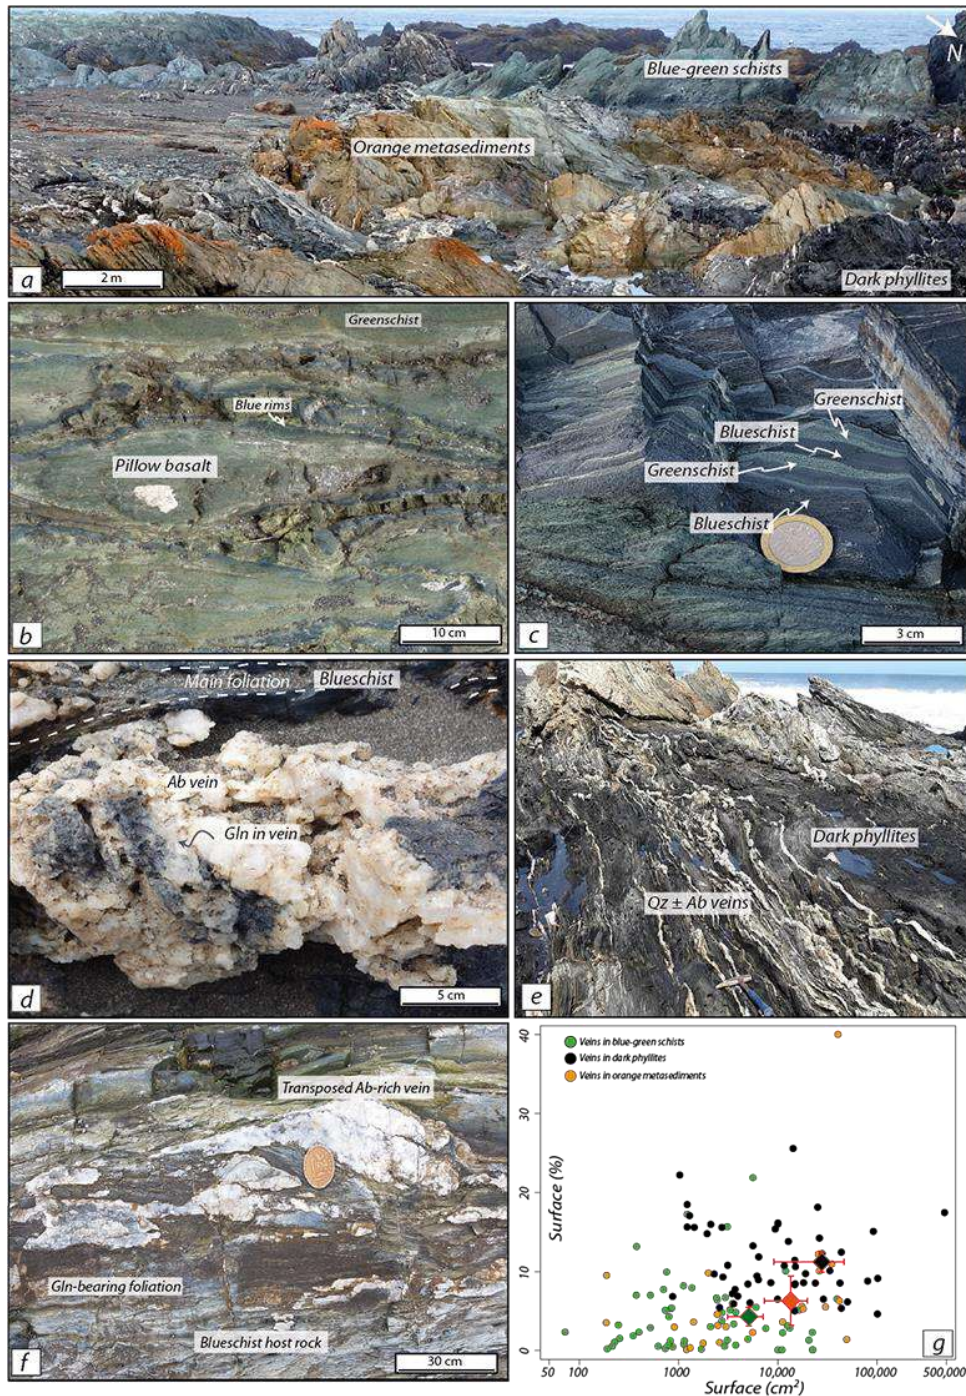 Blue-green schists
N
Orange metasediments
Dark phyllites
a
2 m
Greenschist
Blue rims
Pillow basalt
b
10 cm
Greenschist
Blueschist
Greenschist
Blueschist
c
3 cm
Main foliation
Blueschist
Ab vein
Gln in vein
d
5 cm
Dark phyllites
Qz ± Ab veins
e
Transposed Ab-rich vein
Gln-bearing foliation
Blueschist host rock
f
30 cm
Veins in blue-green schists
Veins in dark phyllites
Veins in orange metasediments
Surface (%)
40
30
20
10
0
50 100 1000 10,000 100,000 500,000
Surface (cm²)
g